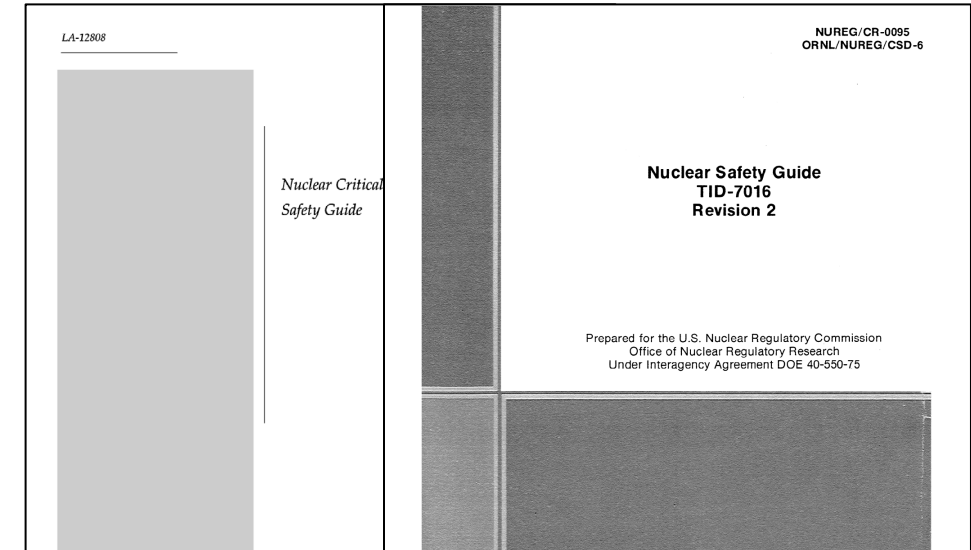 LA-12808
Nuclear Critical
Safety Guide
NUREG/CR-0095
ORNL/NUREG/CSD-6
Nuclear Safety Guide
TID-7016
Revision 2
Prepared for the U.S. Nuclear Regulatory Commission
Office of Nuclear Regulatory Research
Under Interagency Agreement DOE 40-550-75